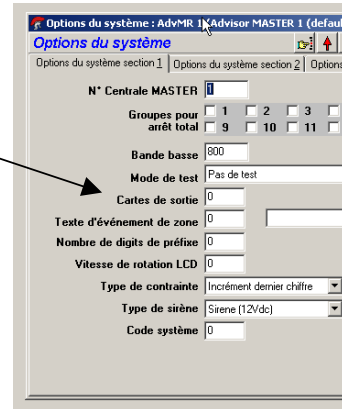 Options du système : AdvMR 1 (Advisor MASTER 1 (defau
Options du système
Options du système section 1 Options du système section 2 Options
N° Centrale MASTER 1
Groupes pour arrêt total 1 2 3
9 10 11
Bande basse 800
Mode de test Pas de test
Cartes de sortie 0
Texte d'événement de zone 0
Nombre de digits de préfixe 0
Vitesse de rotation LCD 0
Type de contrainte Incrément dernier chiffre
Type de sirène Sirene (12Vdc)
Code système 0